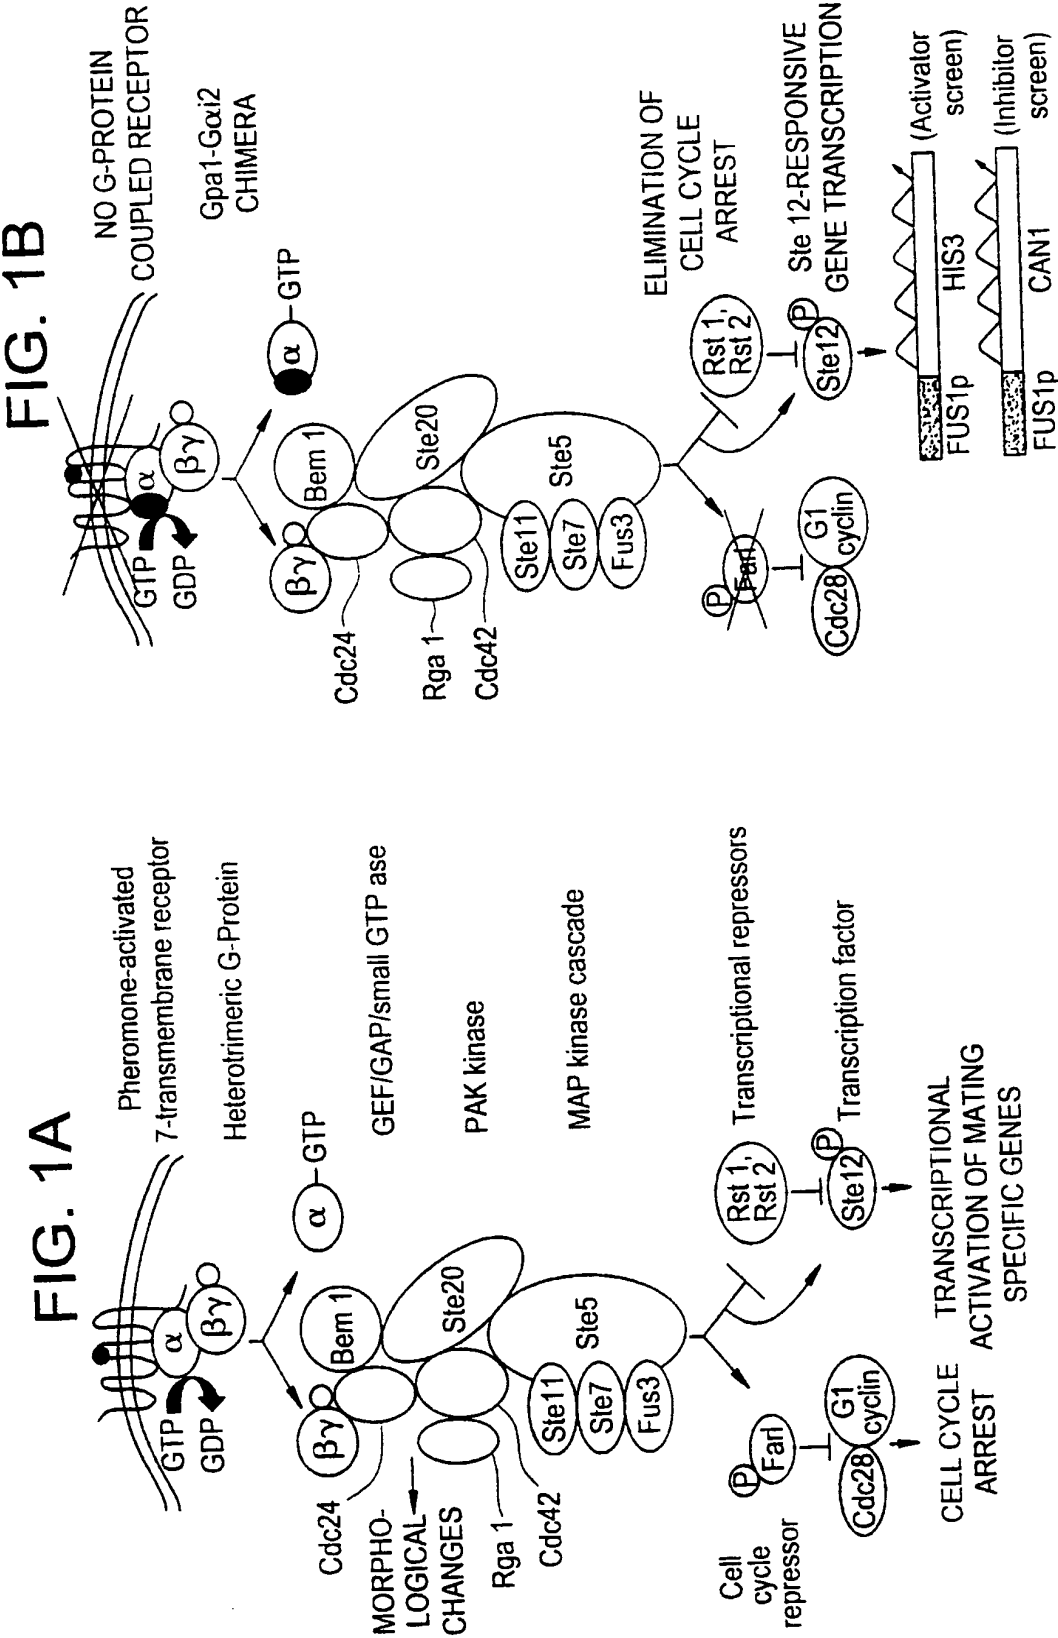 FIG. 1A
Pheromone-activated
7-transmembrane receptor
Heterotrimeric G-Protein
GTP
GDP
α
βγ
βγ
α
GTP
Cdc24
Bem 1
GEF/GAP/small GTP ase
MORPHO-
LOGICAL
CHANGES
Ste20
PAK kinase
Rga 1
Cdc42
Ste11
Ste7
Fus3
Ste5
MAP kinase cascade
Cell
cycle
repressor
P
Farl
Rst 1,
Rst 2
Transcriptional repressors
Cdc28
G1
cyclin
Ste12
P
Transcription factor
CELL CYCLE
ARREST
TRANSCRIPTIONAL
ACTIVATION OF MATING
SPECIFIC GENES
FIG. 1B
NO G-PROTEIN
COUPLED RECEPTOR
Gpa1-Gαi2
CHIMERA
GTP
GDP
α
βγ
βγ
α
GTP
Cdc24
Bem 1
Ste20
Rga 1
Cdc42
Ste11
Ste7
Fus3
Ste5
P
Farl
Rst 1,
Rst 2
ELIMINATION OF
CELL CYCLE
ARREST
Cdc28
G1
cyclin
Ste12
P
Ste 12-RESPONSIVE
GENE TRANSCRIPTION
FUS1p
HIS3
(Activator
screen)
FUS1p
CAN1
(Inhibitor
screen)